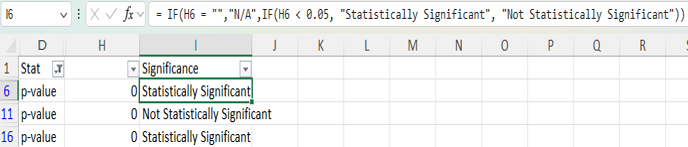 I6 fx = IF(H6 = "","N/A",IF(H6 < 0.05, "Statistically Significant", "Not Statistically Significant"))
D H I J K L M N O P Q R
1 Stat Significance
6 p-value 0 Statistically Significant
11 p-value 0 Not Statistically Significant
16 p-value 0 Statistically Significant